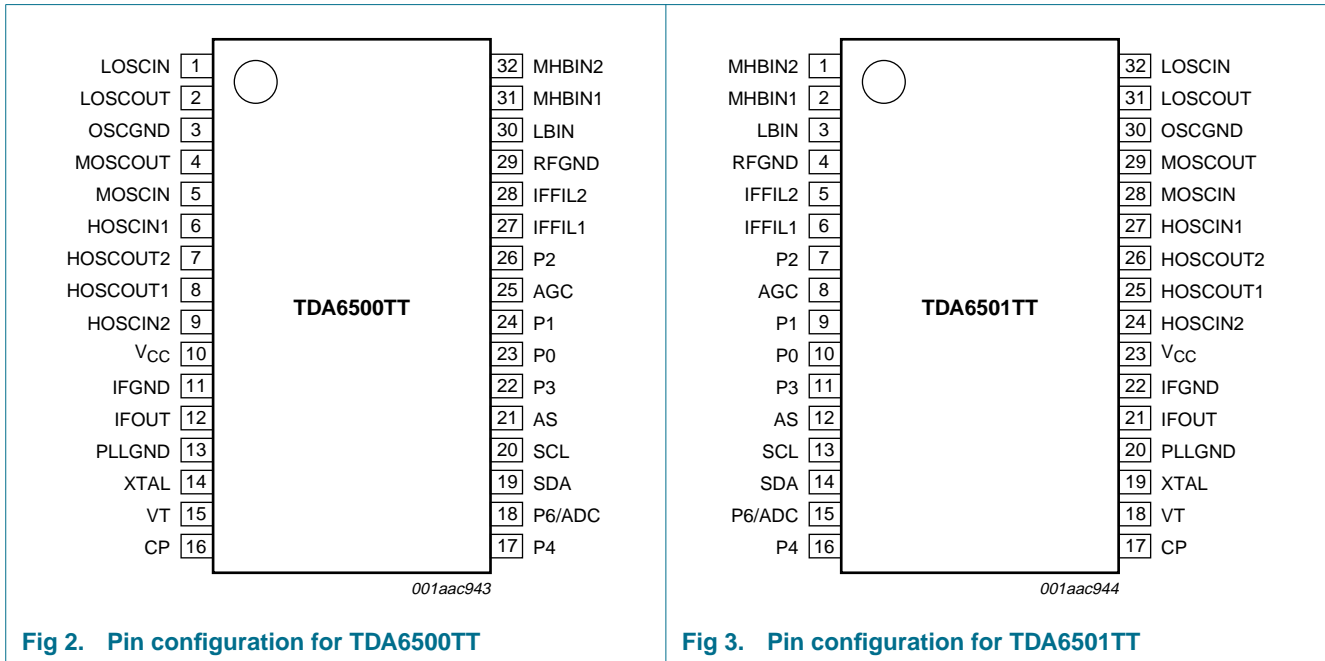 LOSCIN 1 32 MHBIN2
LOSCOUT 2 31 MHBIN1
OSCGND 3 30 LBIN
MOSCOUT 4 29 RFGND
MOSCIN 5 28 IFFIL2
HOSCIN1 6 27 IFFIL1
HOSCOUT2 7 26 P2
HOSCOUT1 8 25 AGC
TDA6500TT
HOSCIN2 9 24 P1
VCC 10 23 P0
IFGND 11 22 P3
IFOUT 12 21 AS
PLLGND 13 20 SCL
XTAL 14 19 SDA
VT 15 18 P6/ADC
CP 16 17 P4
001aac943
Fig 2. Pin configuration for TDA6500TT
MHBIN2 1 32 LOSCIN
MHBIN1 2 31 LOSCOUT
LBIN 3 30 OSCGND
RFGND 4 29 MOSCOUT
IFFIL2 5 28 MOSCIN
IFFIL1 6 27 HOSCIN1
P2 7 26 HOSCOUT2
AGC 8 25 HOSCOUT1
TDA6501TT
P1 9 24 HOSCIN2
P0 10 23 VCC
P3 11 22 IFGND
AS 12 21 IFOUT
SCL 13 20 PLLGND
SDA 14 19 XTAL
P6/ADC 15 18 VT
P4 16 17 CP
001aac944
Fig 3. Pin configuration for TDA6501TT